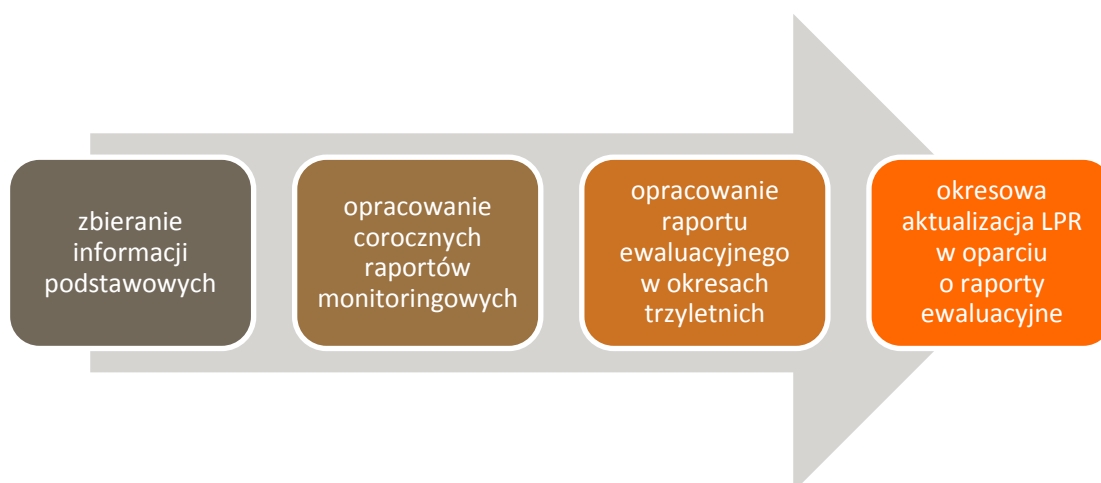 zbieranie
informacji
podstawowych
opracowanie
corocznych
raportów
monitoringowych
opracowanie
raportu
ewaluacyjnego
w okresach
trzyletnich
okresowa
aktualizacja LPR
w oparciu
o raporty
ewaluacyjne